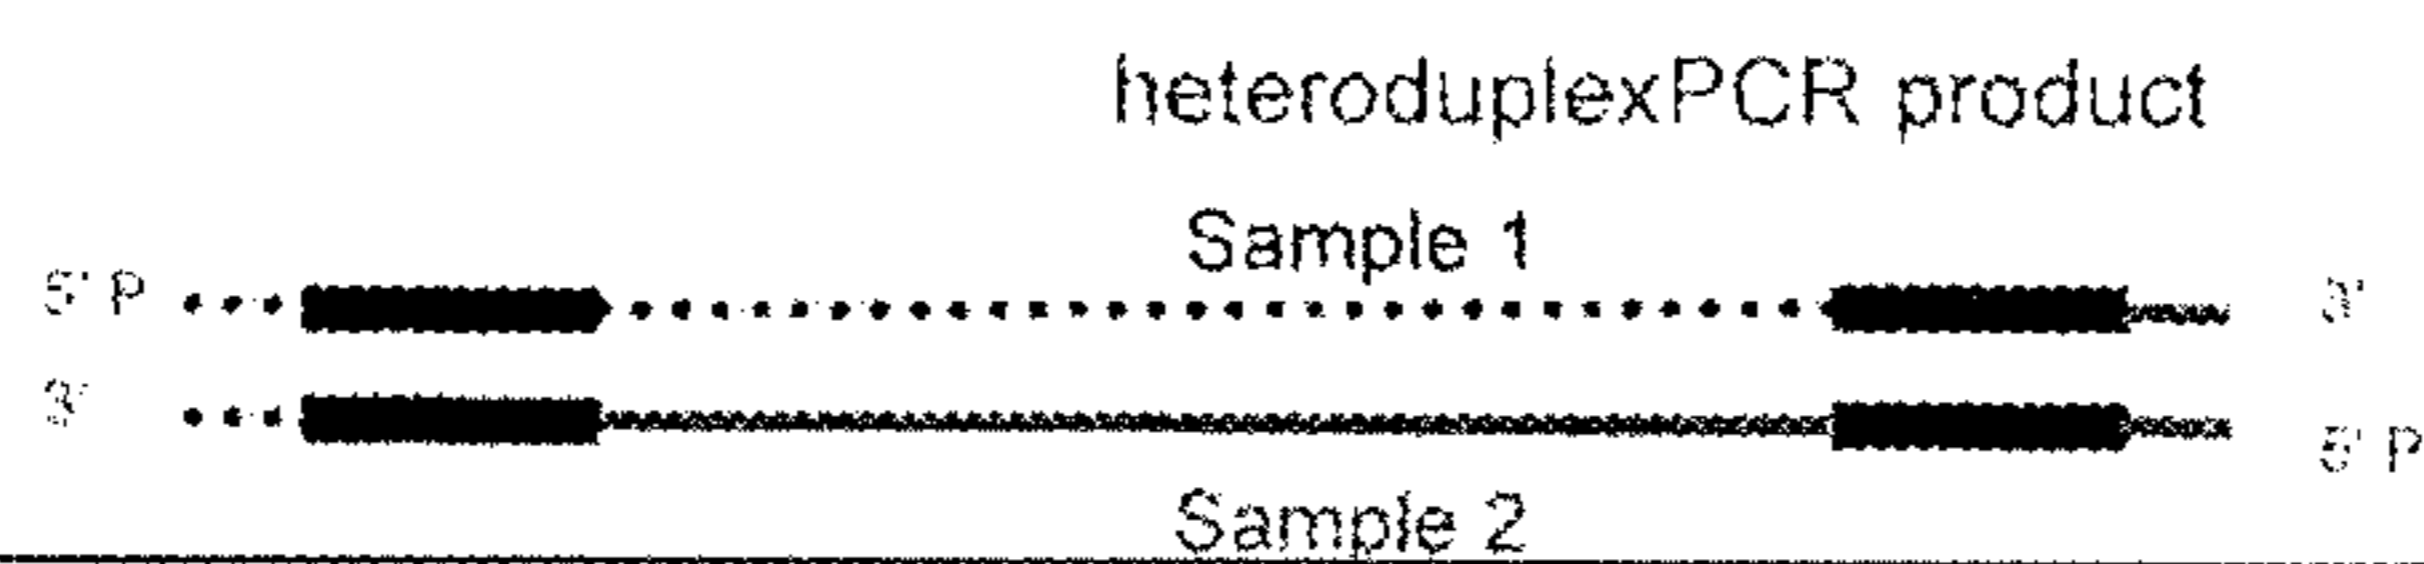 heteroduplexPCR product
Sample 1
5' P 3'
3' 5' P
Sample 2